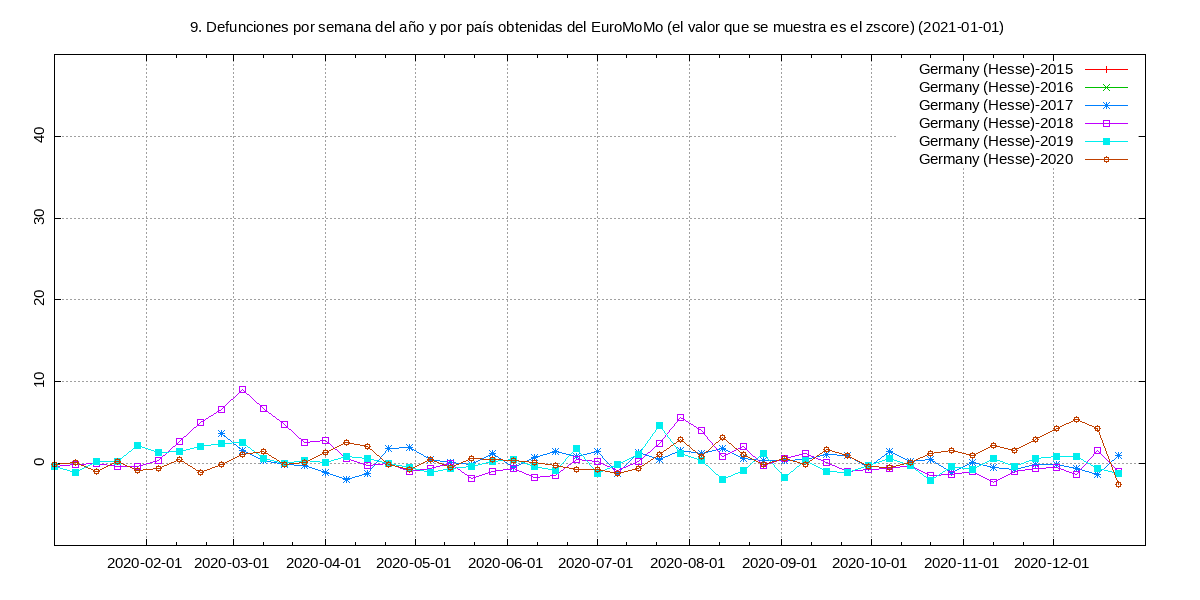 9. Defunciones por semana del año y por país obtenidas del EuroMoMo (el valor que se muestra es el zscore) (2021-01-01)
Germany (Hesse)-2015
Germany (Hesse)-2016
Germany (Hesse)-2017
Germany (Hesse)-2018
Germany (Hesse)-2019
Germany (Hesse)-2020
40
30
20
10
0
2020-02-01 2020-03-01 2020-04-01 2020-05-01 2020-06-01 2020-07-01 2020-08-01 2020-09-01 2020-10-01 2020-11-01 2020-12-01